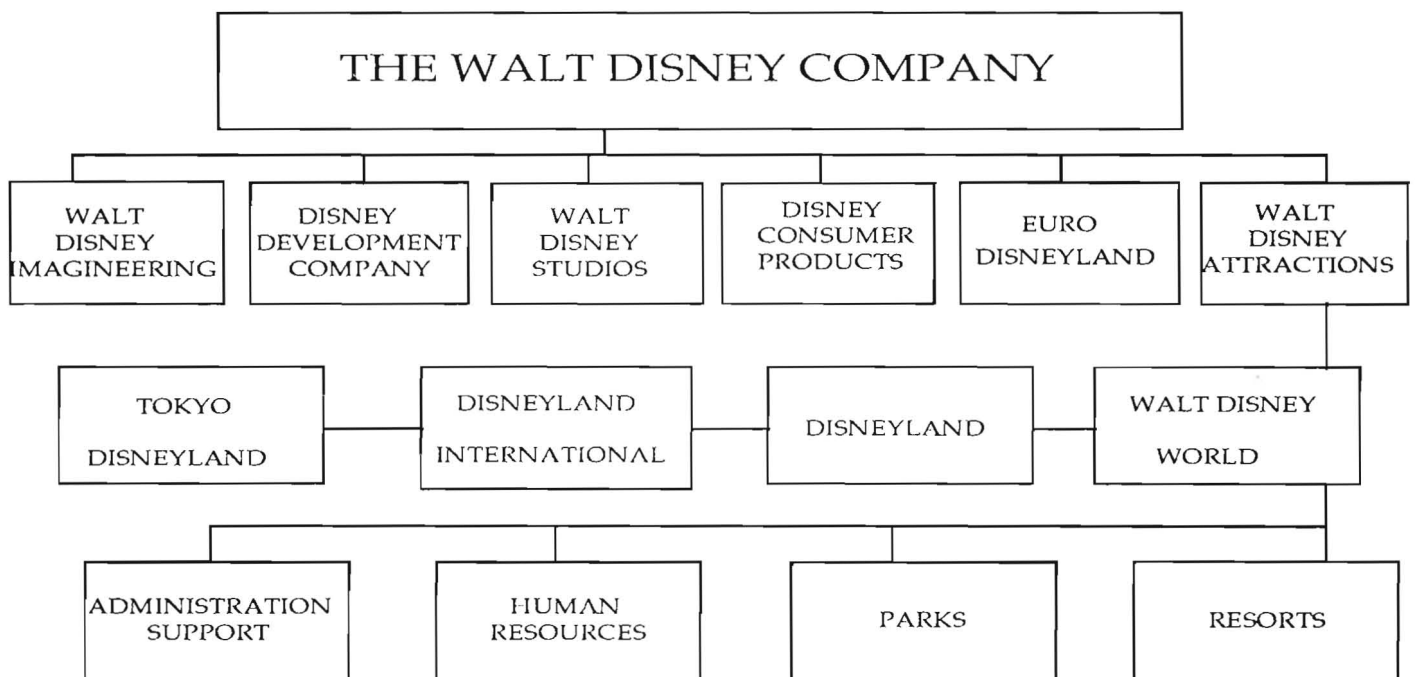 THE WALT DISNEY COMPANY
WALT
DISNEY
IMAGINEERING
DISNEY
DEVELOPMENT
COMPANY
WALT
DISNEY
STUDIOS
DISNEY
CONSUMER
PRODUCTS
EURO
DISNEYLAND
WALT
DISNEY
ATTRACTIONS
TOKYO
DISNEYLAND
DISNEYLAND
INTERNATIONAL
DISNEYLAND
WALT DISNEY
WORLD
ADMINISTRATION
SUPPORT
HUMAN
RESOURCES
PARKS
RESORTS